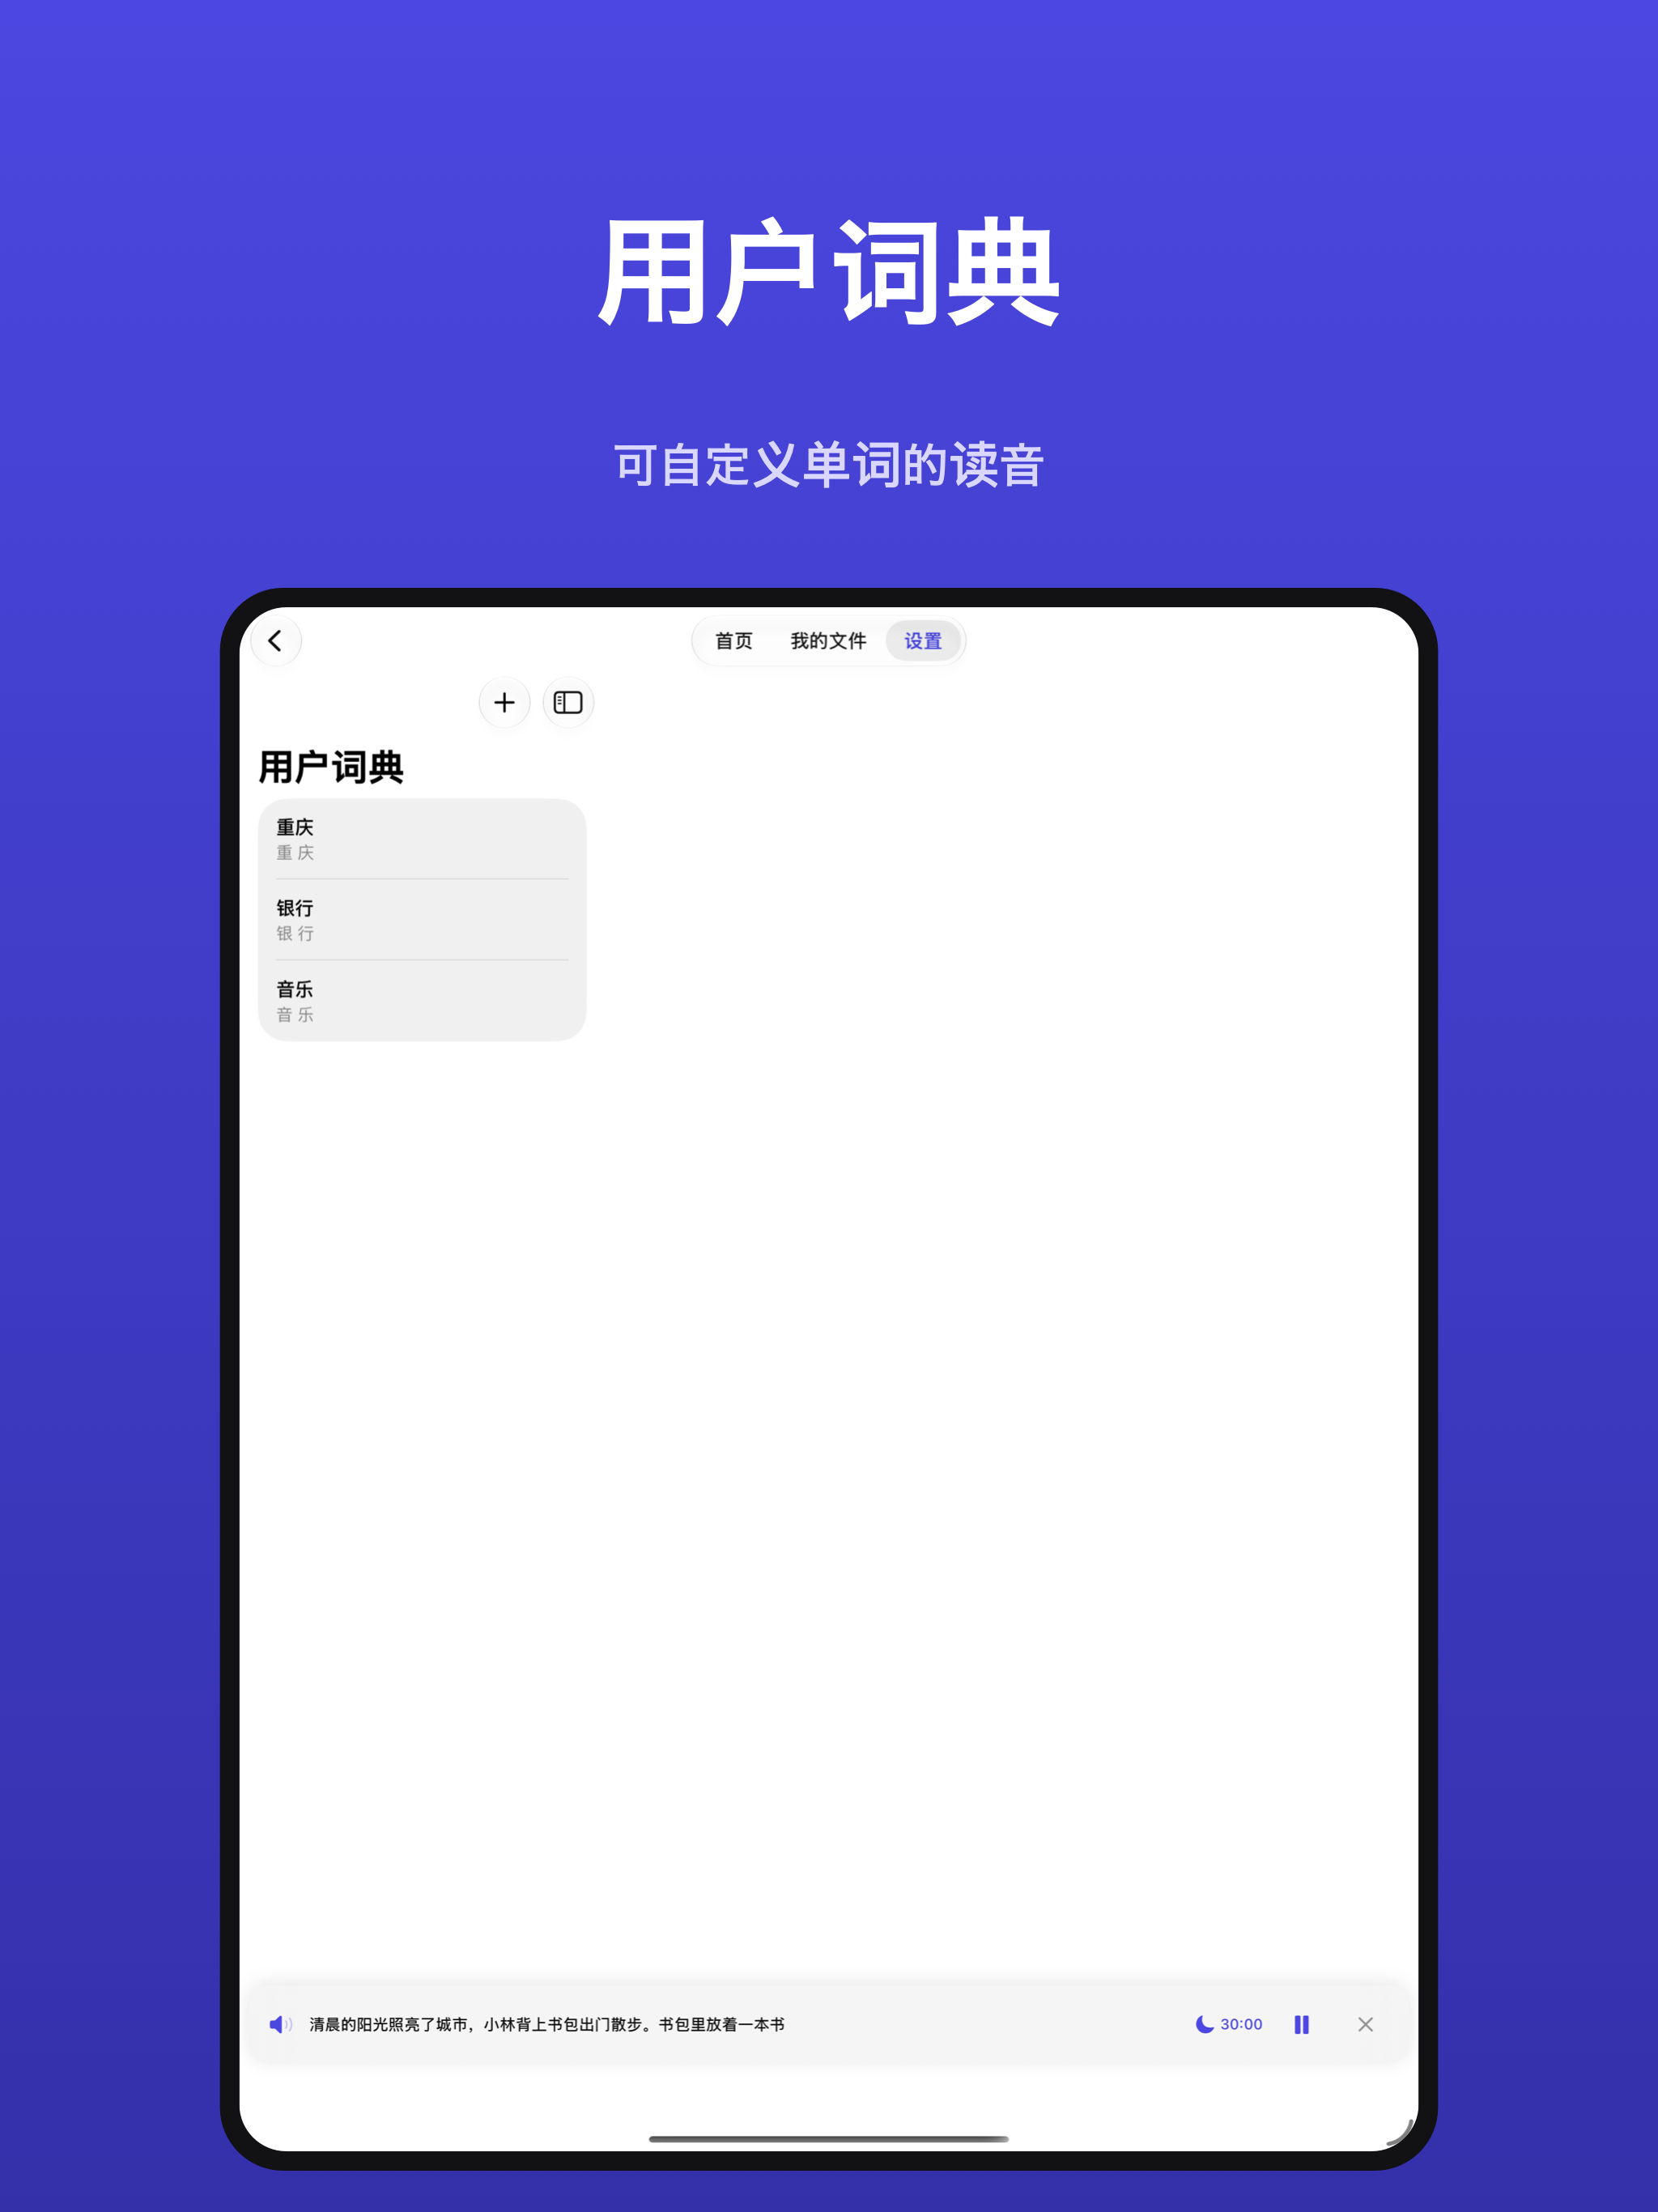 用户词典
可自定义单词的读音
首页 我的文件 设置
用户词典
重庆
重 庆
银行
银 行
音乐
音 乐
清晨的阳光照亮了城市，小林背上书包出门散步。书包里放着一本书 30:00